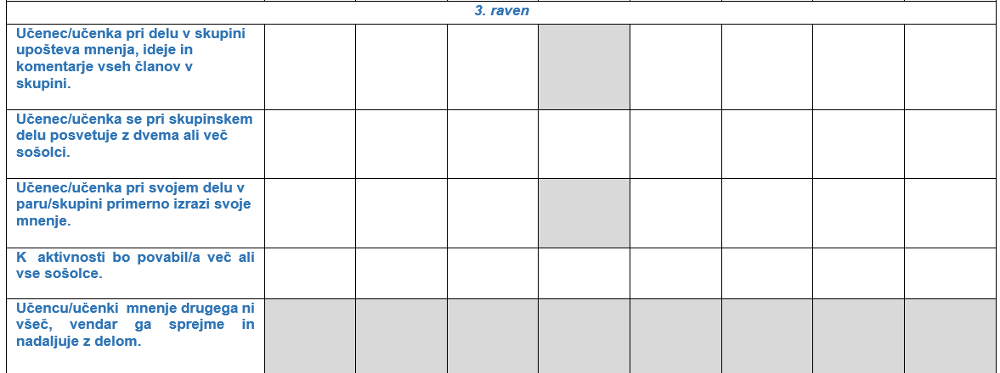 3. raven
Učenec/učenka pri delu v skupini
upošteva mnenja, ideje in
komentarje vseh članov v
skupini.
Učenec/učenka se pri skupinskem
delu posvetuje z dvema ali več
sošolci.
Učenec/učenka pri svojem delu v
paru/skupini primerno izrazi svoje
mnenje.
K aktivnosti bo povabil/a več ali
vse sošolce.
Učencu/učenki mnenje drugega ni
všeč, vendar ga sprejme in
nadaljuje z delom.